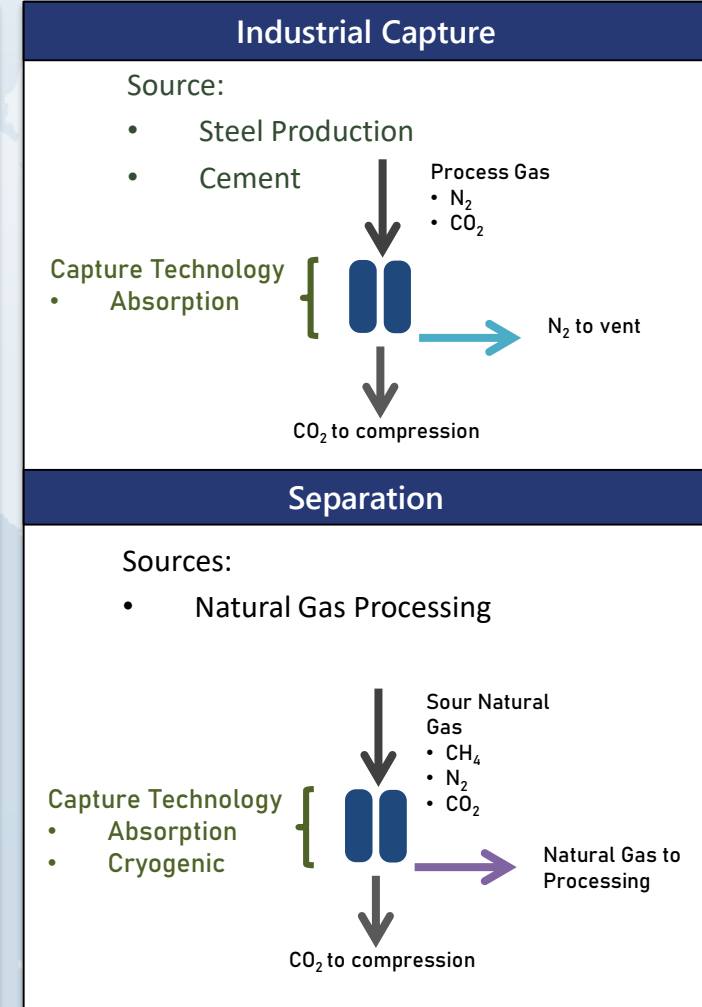 Industrial Capture
Source:
• Steel Production
• Cement
Process Gas
• N₂
• CO₂
Capture Technology
• Absorption
N₂ to vent
CO₂ to compression
Separation
Sources:
• Natural Gas Processing
Sour Natural
Gas
• CH₄
• N₂
• CO₂
Capture Technology
• Absorption
• Cryogenic
Natural Gas to
Processing
CO₂ to compression